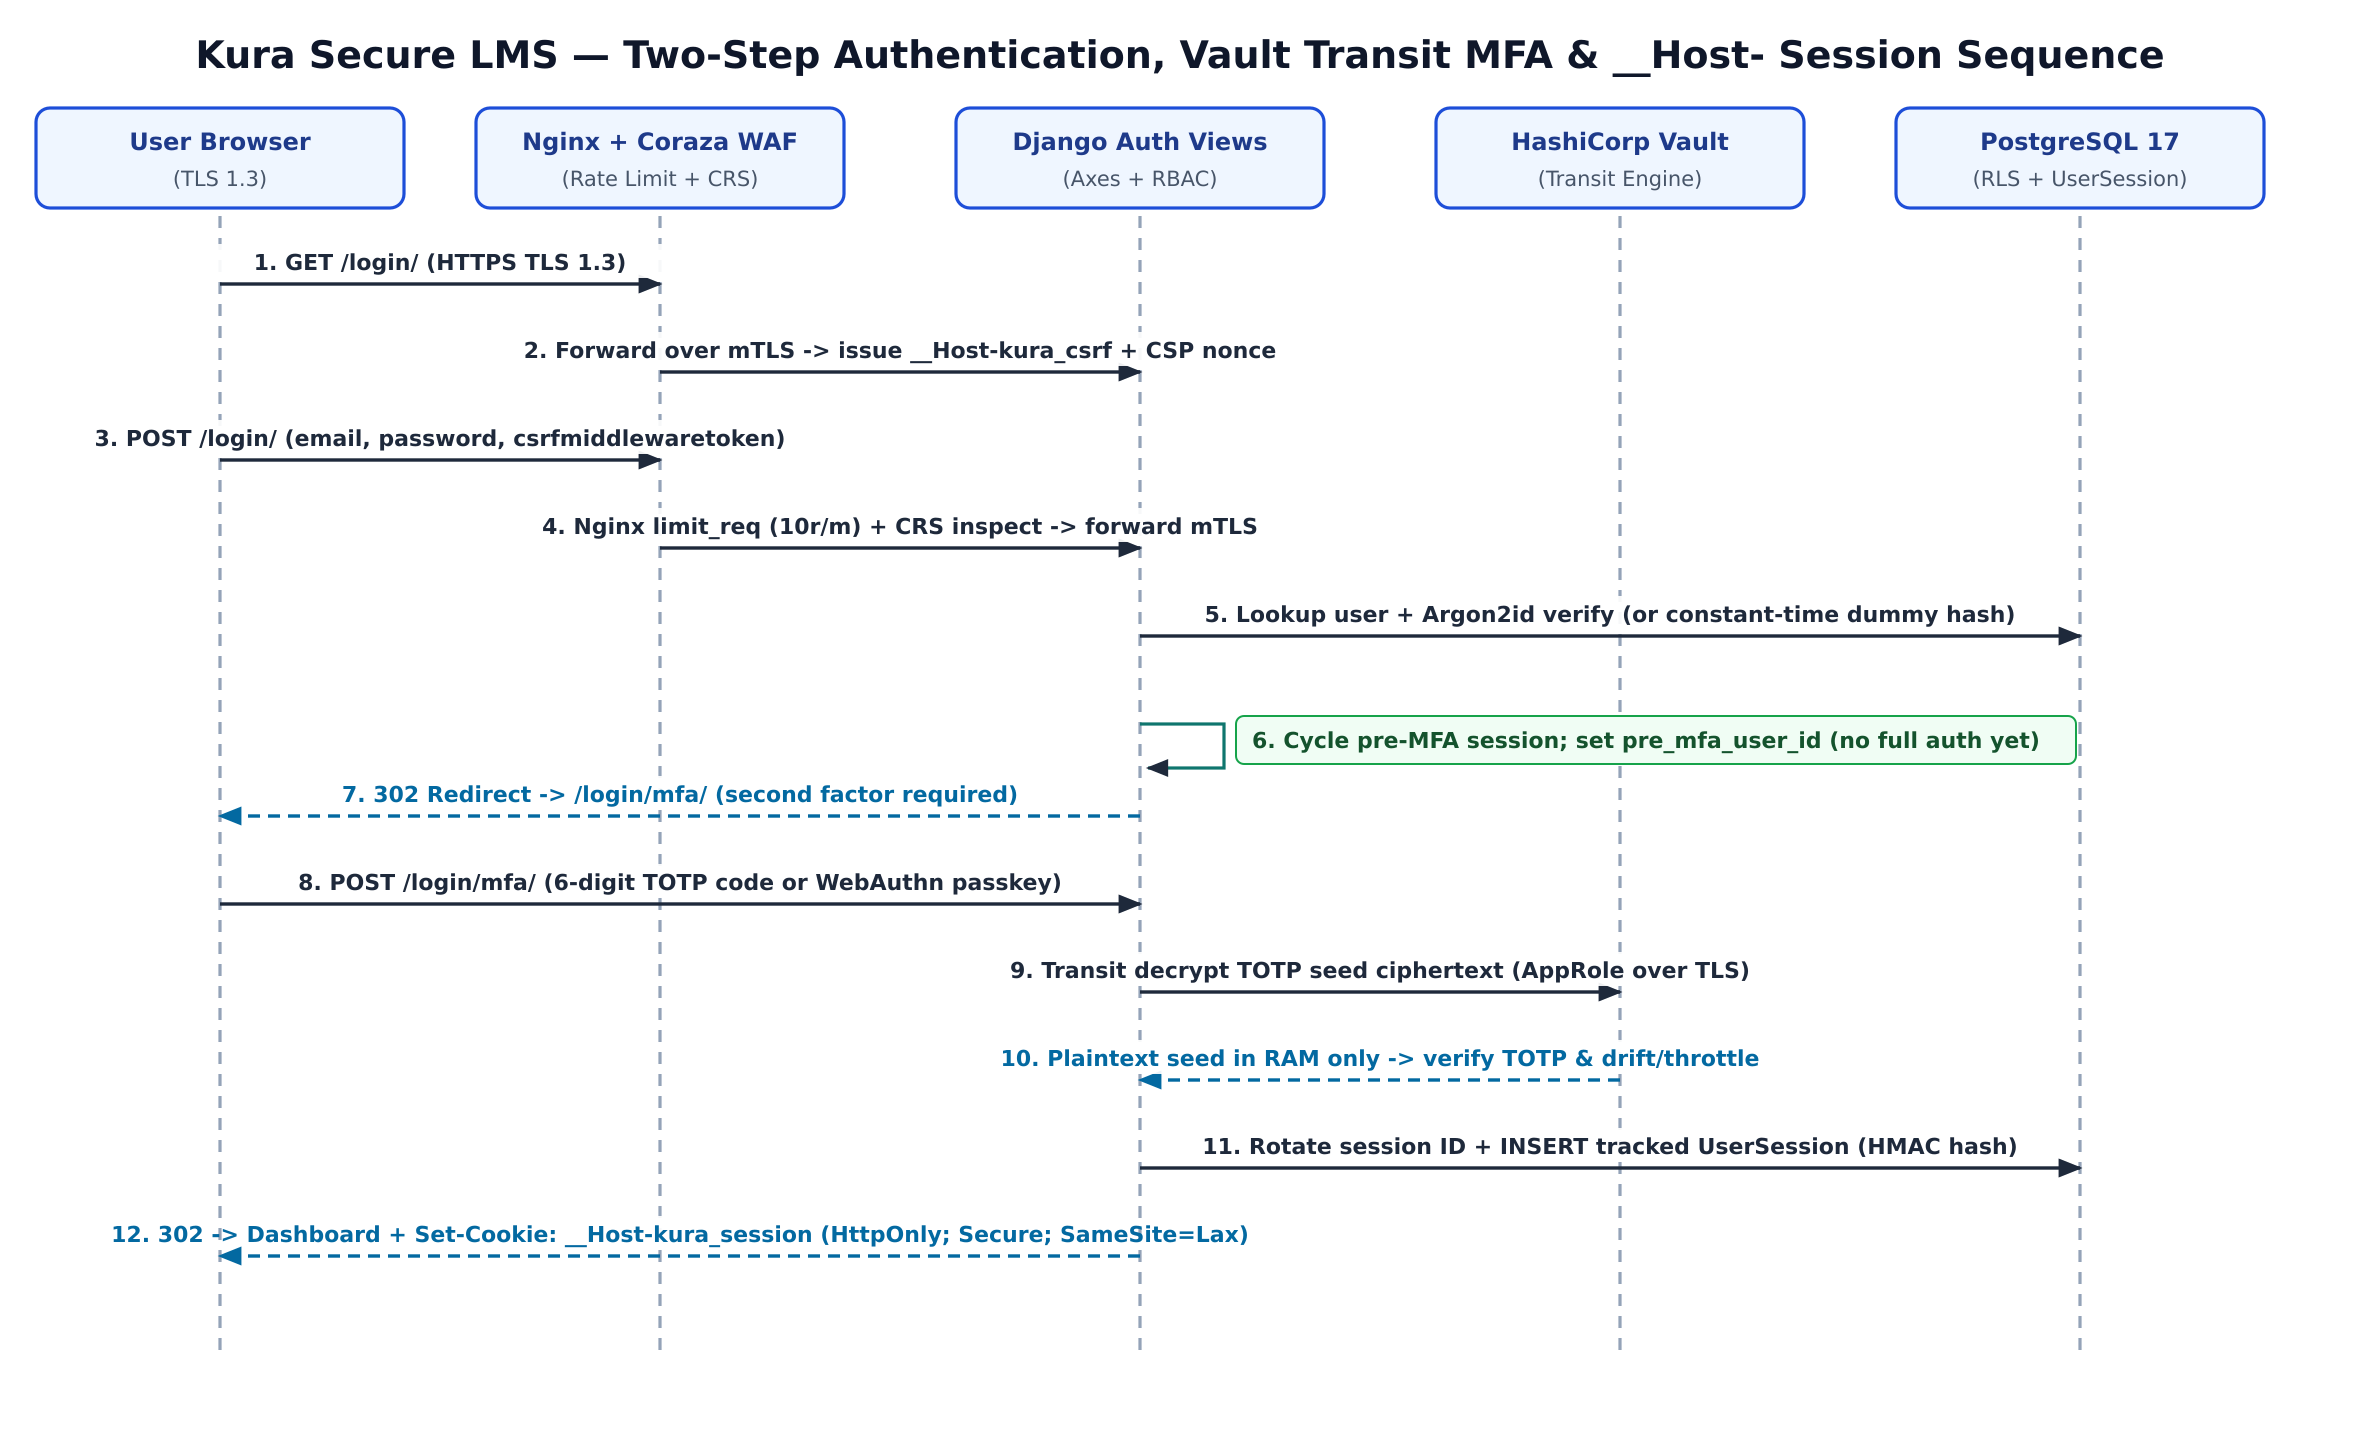 Kura Secure LMS — Two-Step Authentication, Vault Transit MFA & __Host- Session Sequence
User Browser
(TLS 1.3)
Nginx + Coraza WAF
(Rate Limit + CRS)
Django Auth Views
(Axes + RBAC)
HashiCorp Vault
(Transit Engine)
PostgreSQL 17
(RLS + UserSession)
1. GET /login/ (HTTPS TLS 1.3)
2. Forward over mTLS -> issue __Host-kura_csrf + CSP nonce
3. POST /login/ (email, password, csrfmiddlewaretoken)
4. Nginx limit_req (10r/m) + CRS inspect -> forward mTLS
5. Lookup user + Argon2id verify (or constant-time dummy hash)
6. Cycle pre-MFA session; set pre_mfa_user_id (no full auth yet)
7. 302 Redirect -> /login/mfa/ (second factor required)
8. POST /login/mfa/ (6-digit TOTP code or WebAuthn passkey)
9. Transit decrypt TOTP seed ciphertext (AppRole over TLS)
10. Plaintext seed in RAM only -> verify TOTP & drift/throttle
11. Rotate session ID + INSERT tracked UserSession (HMAC hash)
12. 302 -> Dashboard + Set-Cookie: __Host-kura_session (HttpOnly; Secure; SameSite=Lax)